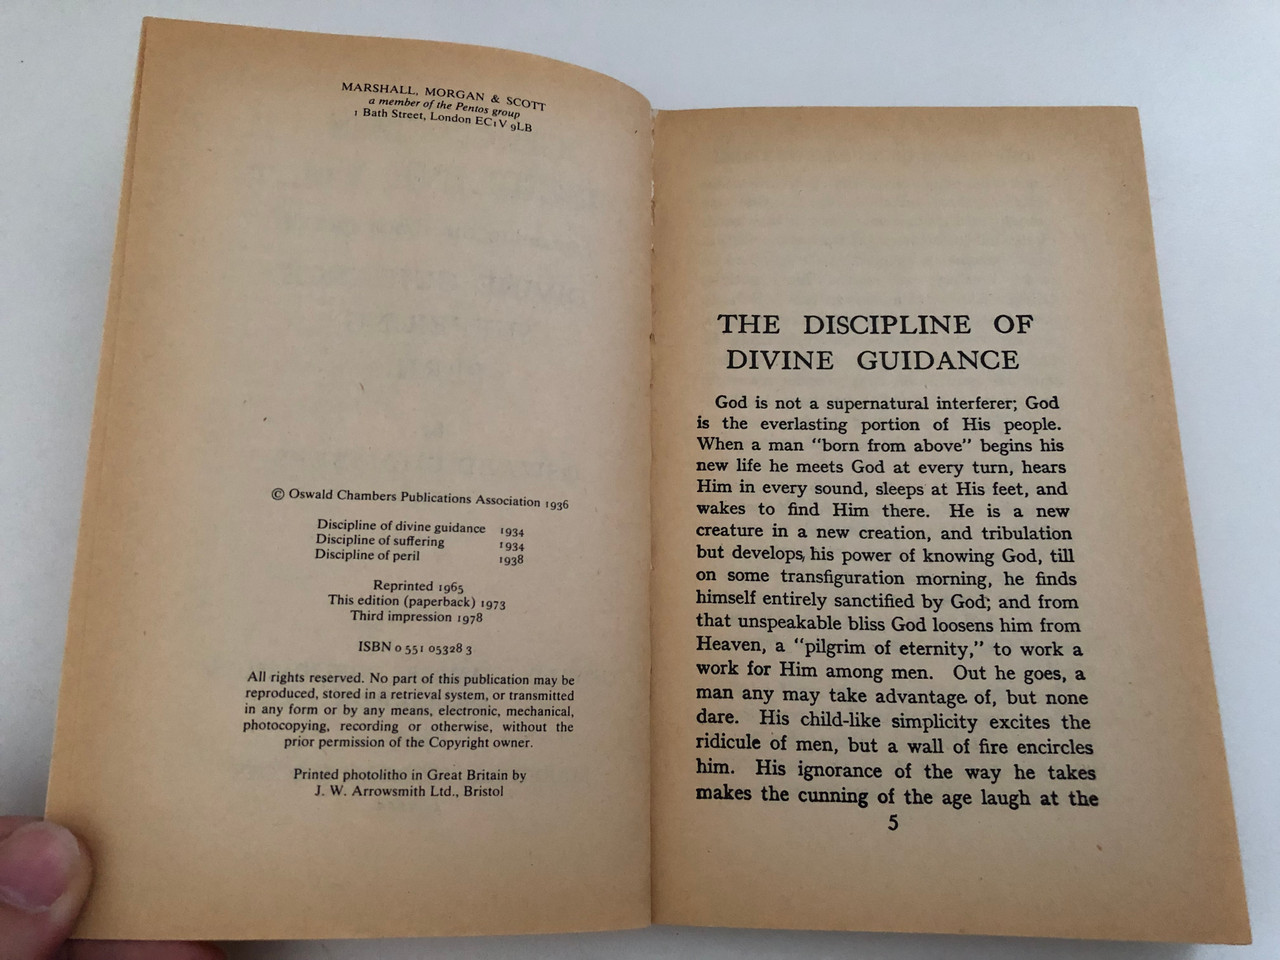 MARSHALL, MORGAN & SCOTT
a member of the Pentos group
1 Bath Street, London EC1V 9LB
© Oswald Chambers Publications Association 1936
Discipline of divine guidance 1934
Discipline of suffering 1934
Discipline of peril 1938
Reprinted 1965
This edition (paperback) 1973
Third impression 1978
ISBN 0 551 05328 3
All rights reserved. No part of this publication may be
reproduced, stored in a retrieval system, or transmitted
in any form or by any means, electronic, mechanical,
photocopying, recording or otherwise, without the
prior permission of the Copyright owner.
Printed photolitho in Great Britain by
J. W. Arrowsmith Ltd., Bristol
THE DISCIPLINE OF
DIVINE GUIDANCE
God is not a supernatural interferer; God
is the everlasting portion of His people.
When a man "born from above" begins his
new life he meets God at every turn, hears
Him in every sound, sleeps at His feet, and
wakes to find Him there. He is a new
creature in a new creation, and tribulation
but develops his power of knowing God, till
on some transfiguration morning, he finds
himself entirely sanctified by God; and from
that unspeakable bliss God loosens him from
Heaven, a "pilgrim of eternity," to work a
work for Him among men. Out he goes, a
man any may take advantage of, but none
dare. His child-like simplicity excites the
ridicule of men, but a wall of fire encircles
him. His ignorance of the way he takes
makes the cunning of the age laugh at the
5